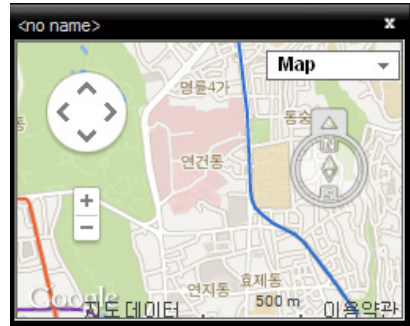 <no name> x
Map
명륜4가
동숭
N
연건동
S
+
−
연지동
효제동
500 m
Google
지도 데이터
이용약관